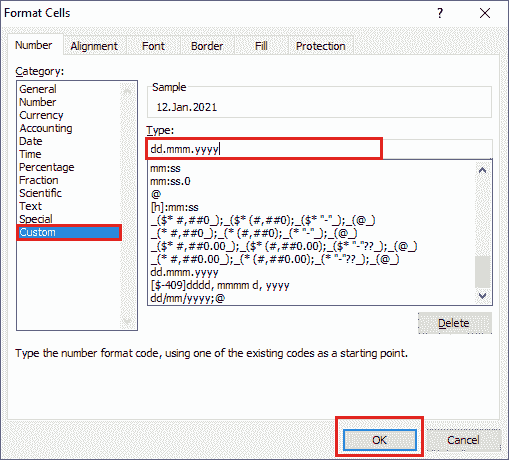 Format Cells ? ×
Number Alignment Font Border Fill Protection
Category:
General
Number
Currency
Accounting
Date
Time
Percentage
Fraction
Scientific
Text
Special
Custom
Sample
12.Jan.2021
Type:
dd.mmm.yyyy
mm:ss
mm:ss.0
@
[h]:mm:ss
_($* #,##0_);_($* (#,##0);_($* "-"_);_(@_)
_(* #,##0_);_(* (#,##0);_(* "-"_);_(@_)
_($* #,##0.00_);_($* (#,##0.00);_($* "-"??_);_(@_)
_(* #,##0.00_);_(* (#,##0.00);_(* "-"??_);_(@_)
dd.mmm.yyyy
[$-409]dddd, mmmm d, yyyy
dd/mm/yyyy;@
Delete
Type the number format code, using one of the existing codes as a starting point.
OK Cancel